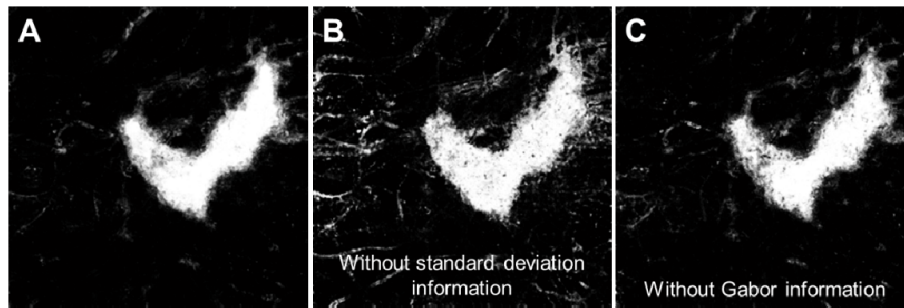 A
B
C
Without standard deviation
information
Without Gabor information